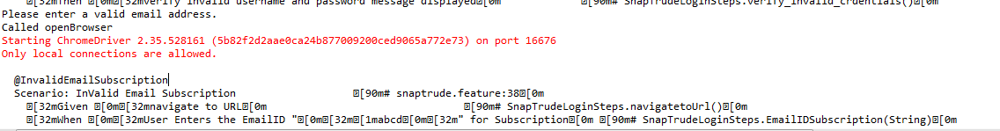 [32mThen [0m[32mverify invalid username and password message displayed[0m [90m# SnapTrudeLoginSteps.verify_invalid_crdentials()[0m
Please enter a valid email address.
Called openBrowser
Starting ChromeDriver 2.35.528161 (5b82f2d2aae0ca24b877009200ced9065a772e73) on port 16676
Only local connections are allowed.
@InvalidEmailSubscription
Scenario: InValid Email Subscription [90m# snaptrude.feature:38[0m
[32mGiven [0m[32mnavigate to URL[0m [90m# SnapTrudeLoginSteps.navigatetoUrl()[0m
[32mWhen [0m[32mUser Enters the EmailID "[0m[32m[1mabcd[0m[32m" for Subscription[0m [90m# SnapTrudeLoginSteps.EmailIDSubscription(String)[0m